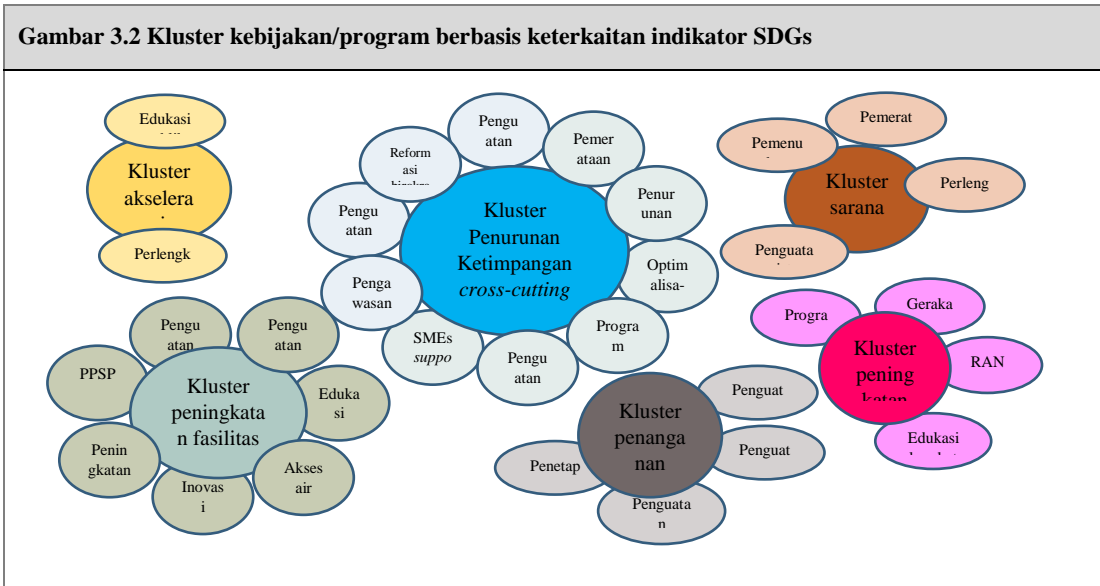 Gambar 3.2 Kluster kebijakan/program berbasis keterkaitan indikator SDGs
Edukasi
Kluster
akselera
Perlengk
Kluster
Penurunan
Ketimpangan
cross-cutting
Pengu
atan
Pemer
ataan
Penur
unan
Optim
alisa-
Progra
m
Pengu
atan
SMEs
suppo
Penga
wasan
Pengu
atan
Reform
asi
Kluster
sarana
Pemenu
Pemerat
Perleng
Penguata
Kluster
peningkata
n fasilitas
Pengu
atan
Pengu
atan
Eduka
si
Akses
air
Inovas
i
Penin
gkatan
PPSP
Kluster
penanga
nan
Penguat
Penguat
Penguata
n
Penetap
Kluster
pening
katan
Progra
Geraka
RAN
Edukasi